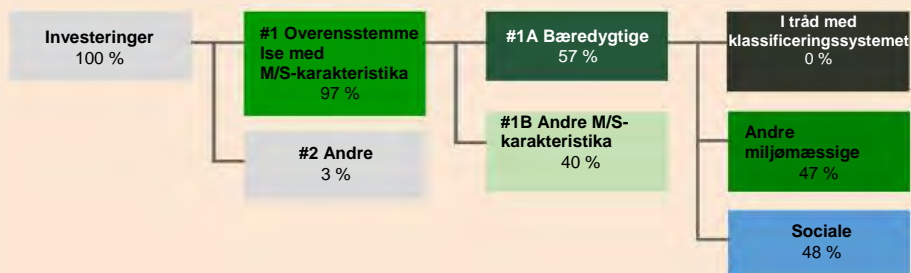 Investeringer
100 %
#1 Overensstemme
lse med
M/S-karakteristika
97 %
#2 Andre
3 %
#1A Bæredygtige
57 %
#1B Andre M/S-
karakteristika
40 %
I tråd med
klassificeringssystemet
0 %
Andre
miljømæssige
47 %
Sociale
48 %